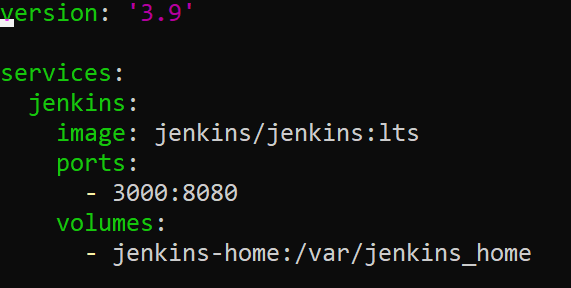 version: '3.9'
services:
  jenkins:
    image: jenkins/jenkins:lts
    ports:
      - 3000:8080
    volumes:
      - jenkins-home:/var/jenkins_home